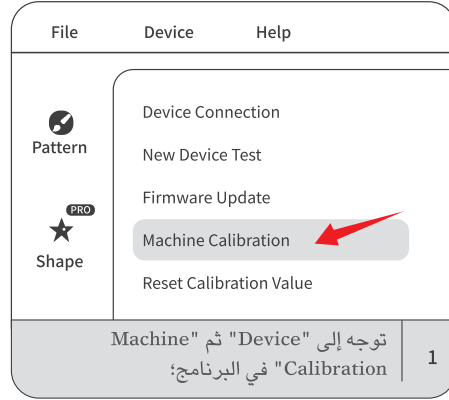 File Device Help
Device Connection
Pattern
New Device Test
Firmware Update
PRO
Machine Calibration
Shape
Reset Calibration Value
1
توجه إلى "Device" ثم "Machine
Calibration" في البرنامج؛